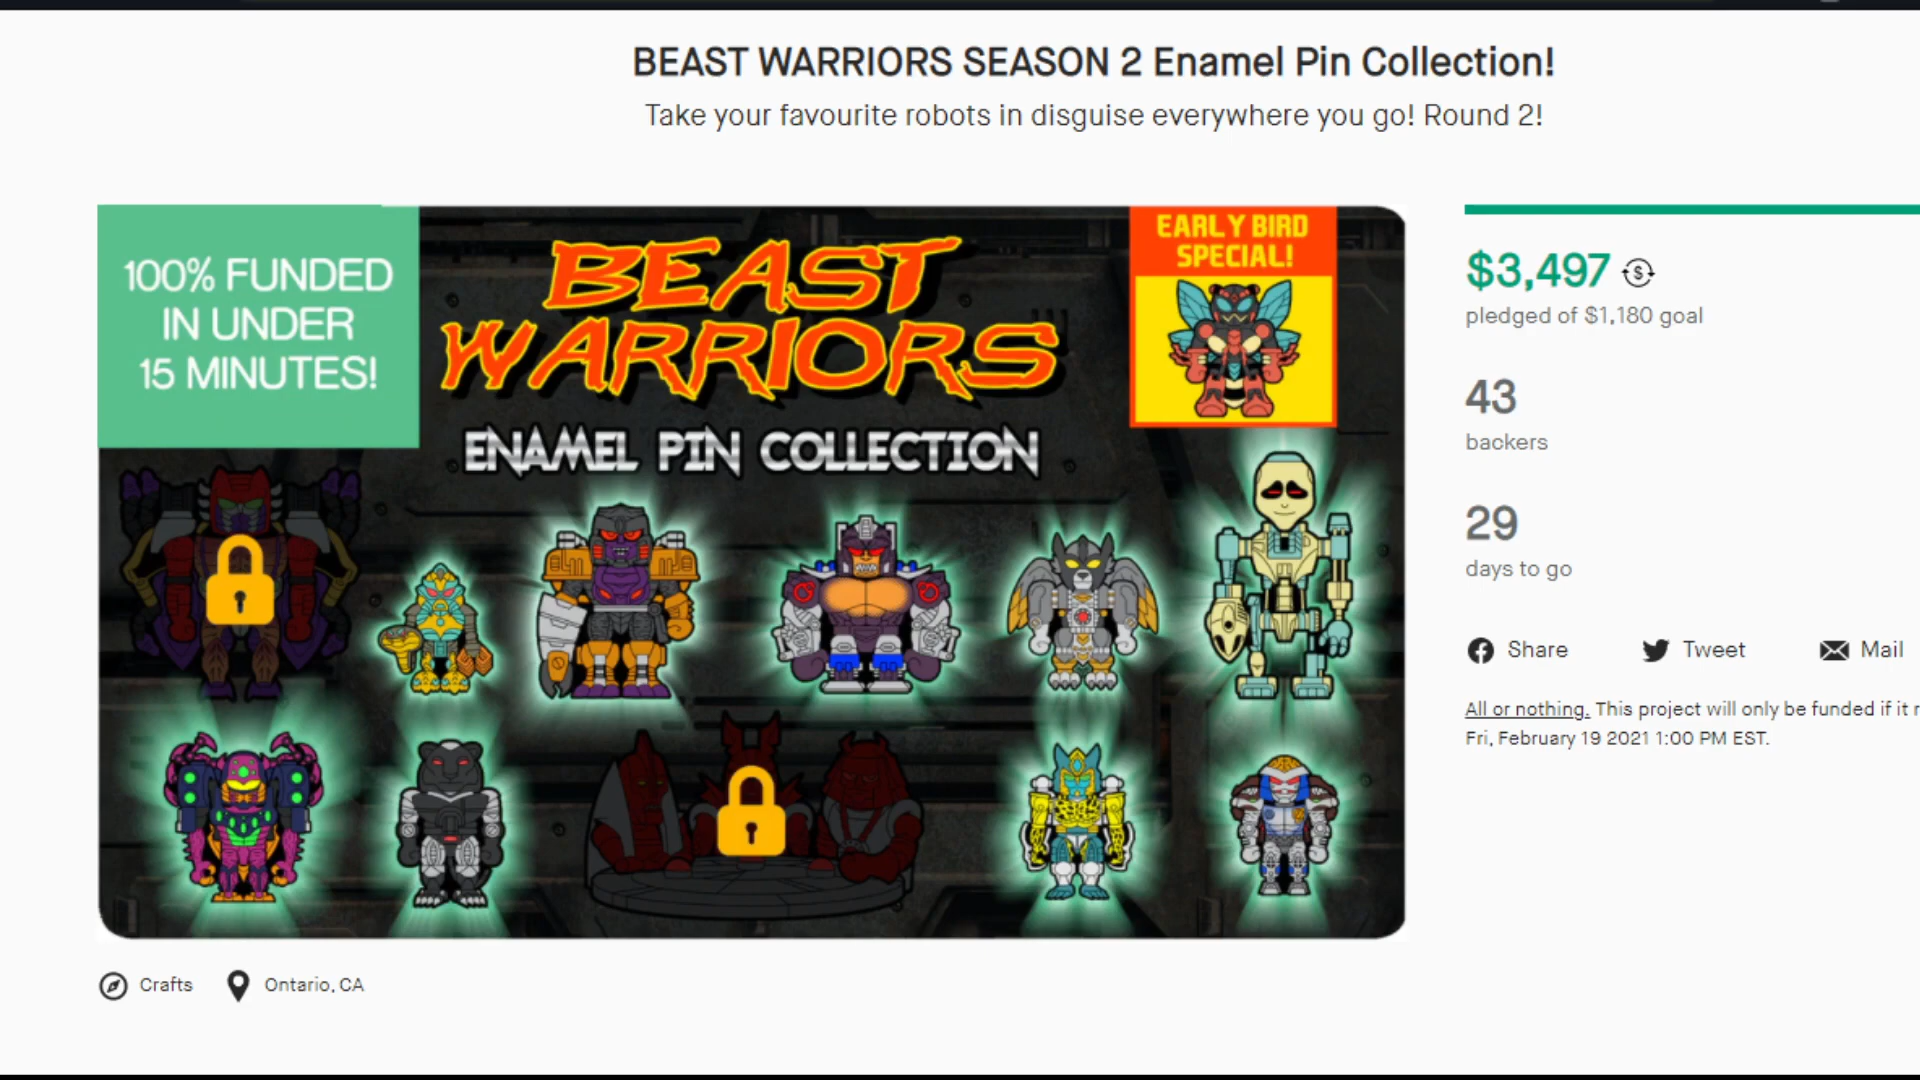 BEAST WARRIORS SEASON 2 Enamel Pin Collection!
Take your favourite robots in disguise everywhere you go! Round 2!
100% FUNDED
IN UNDER
15 MINUTES!
BEAST
WARRIORS
ENAMEL PIN COLLECTION
EARLY BIRD
SPECIAL!
$3,497
pledged of $1,180 goal
43
backers
29
days to go
Share
Tweet
Mail
All or nothing. This project will only be funded if it
Fri, February 19 2021 1:00 PM EST.
Crafts
Ontario, CA